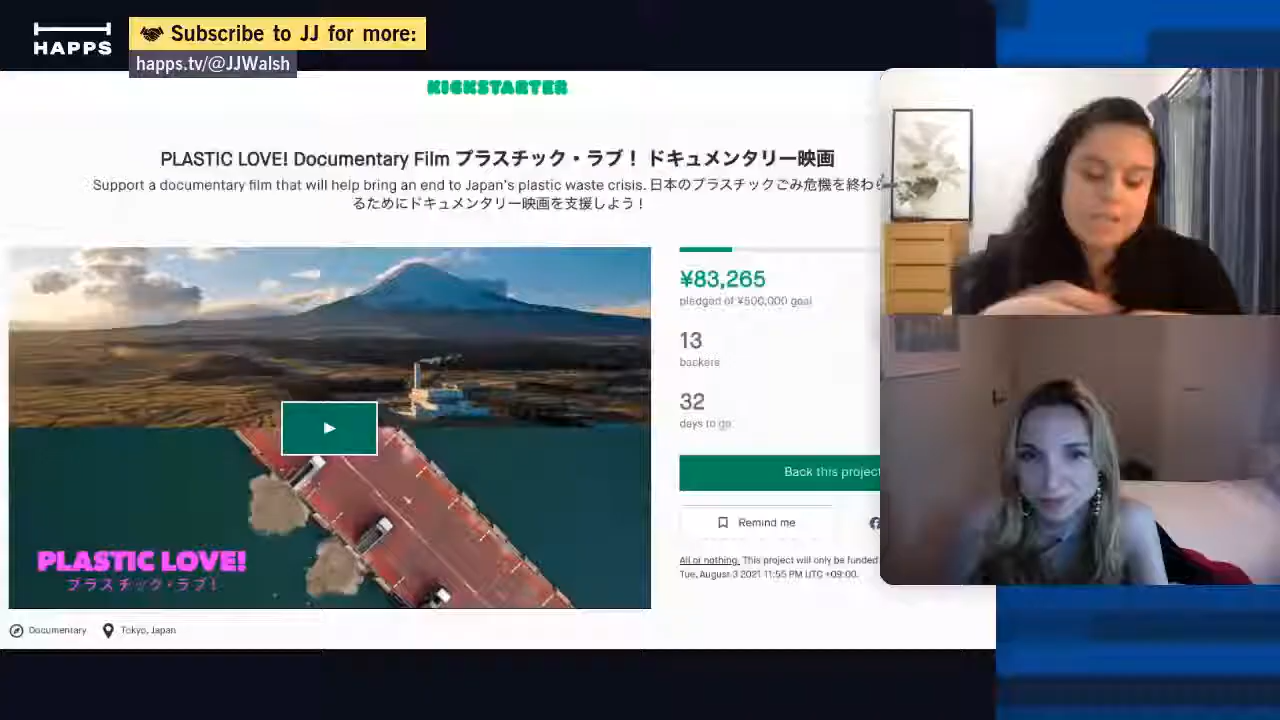 HAPPS
Subscribe to JJ for more:
happs.tv/@JJWalsh
KICKSTARTER
PLASTIC LOVE! Documentary Film プラスチック・ラブ！ ドキュメンタリー映画
Support a documentary film that will help bring an end to Japan's plastic waste crisis. 日本のプラスチックごみ危機を終わら
るためにドキュメンタリー映画を支援しよう！
¥83,265
pledged of ¥500,000 goal
13
backers
32
days to go
Back this project
Remind me
All or nothing. This project will only be funded
Tue, August 3 2021 11:55 PM UTC +09:00.
PLASTIC LOVE!
プラスチック・ラブ！
Documentary
Tokyo, Japan